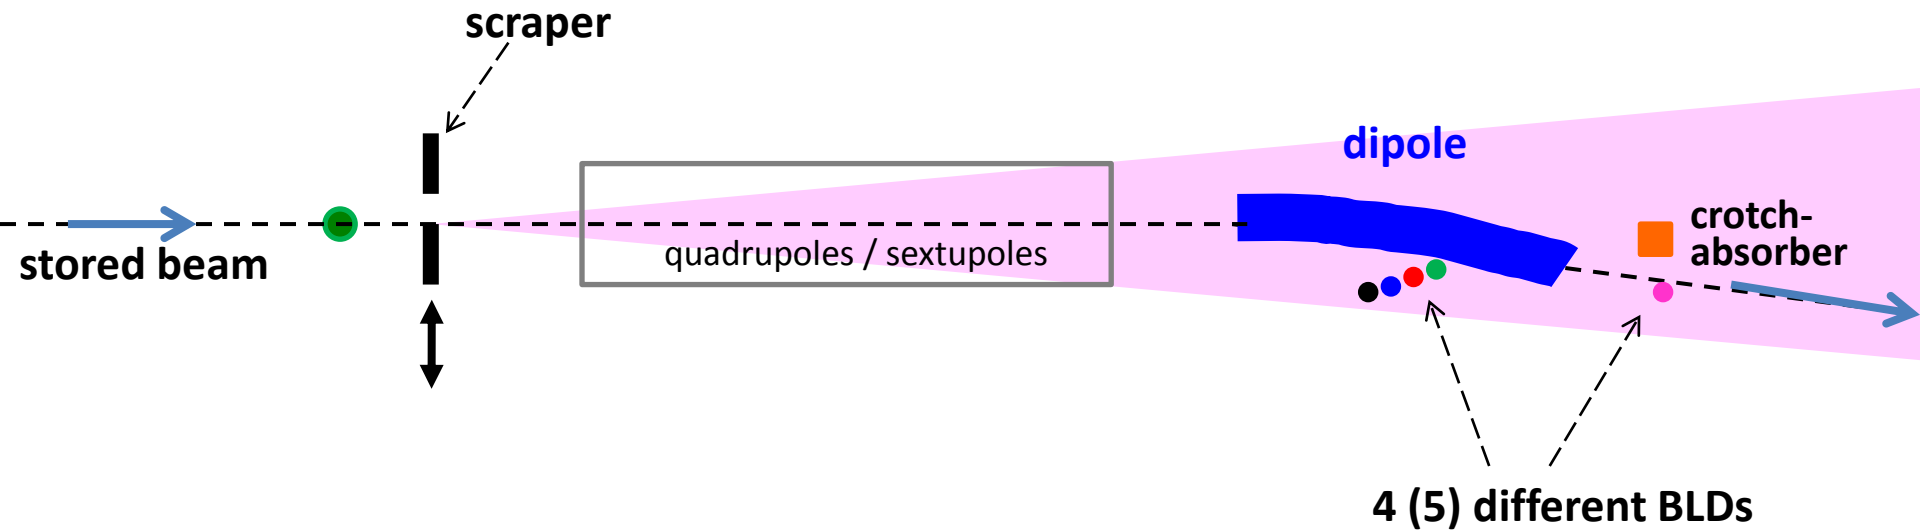 scraper
dipole
crotch-
absorber
stored beam
quadrupoles / sextupoles
4 (5) different BLDs